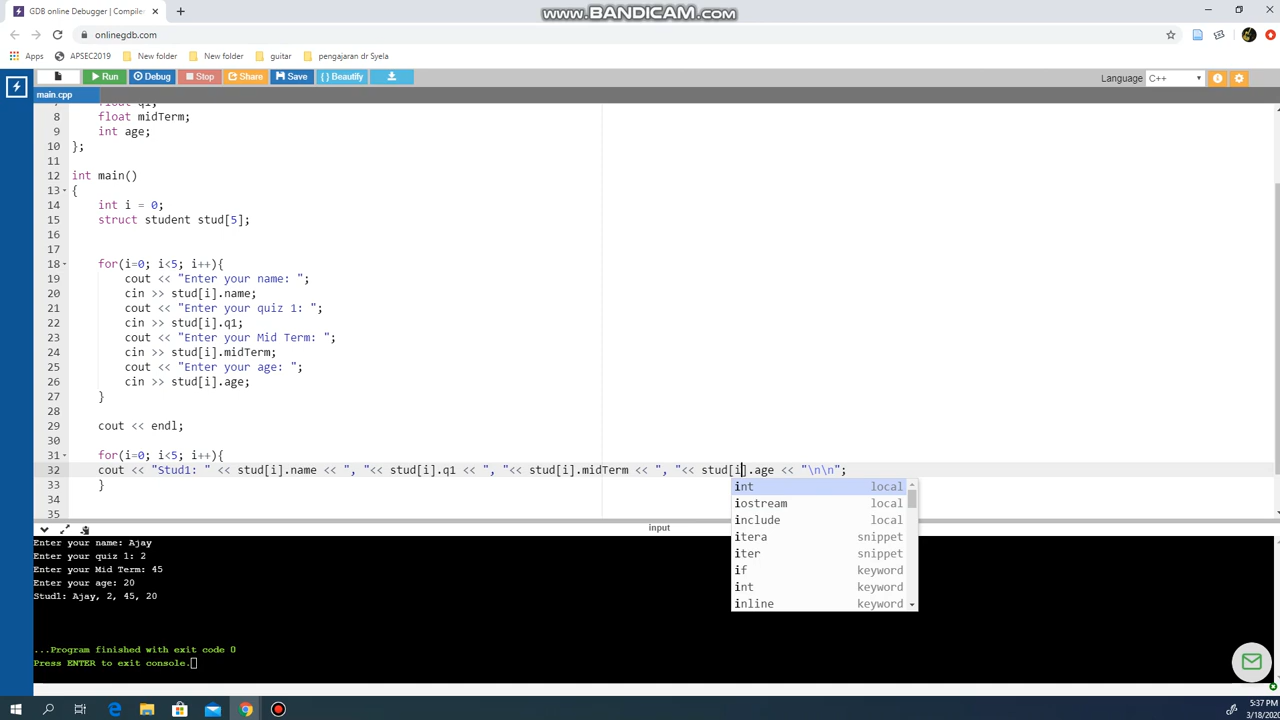 GDB online Debugger | Compiler
www.BANDICAM.com
onlinegdb.com
Apps APSEC2019 New folder New folder guitar pengajaran dr Syela
Run Debug Stop Share Save { } Beautify Language C++
main.cpp
7 float q1;
8 float midTerm;
9 int age;
10 };
11
12 int main()
13 {
14 int i = 0;
15 struct student stud[5];
16
17
18 for(i=0; i<5; i++){
19 cout << "Enter your name: ";
20 cin >> stud[i].name;
21 cout << "Enter your quiz 1: ";
22 cin >> stud[i].q1;
23 cout << "Enter your Mid Term: ";
24 cin >> stud[i].midTerm;
25 cout << "Enter your age: ";
26 cin >> stud[i].age;
27 }
28
29 cout << endl;
30
31 for(i=0; i<5; i++){
32 cout << "Stud1: " << stud[i].name << ", "<< stud[i].q1 << ", "<< stud[i].midTerm << ", "<< stud[i].age << "\n\n";
33 }
34
35
int local
iostream local
include local
itera snippet
iter snippet
if keyword
int keyword
inline keyword
input
Enter your name: Ajay
Enter your quiz 1: 2
Enter your Mid Term: 45
Enter your age: 20
Stud1: Ajay, 2, 45, 20
...Program finished with exit code 0
Press ENTER to exit console.
5:37 PM
3/18/2020